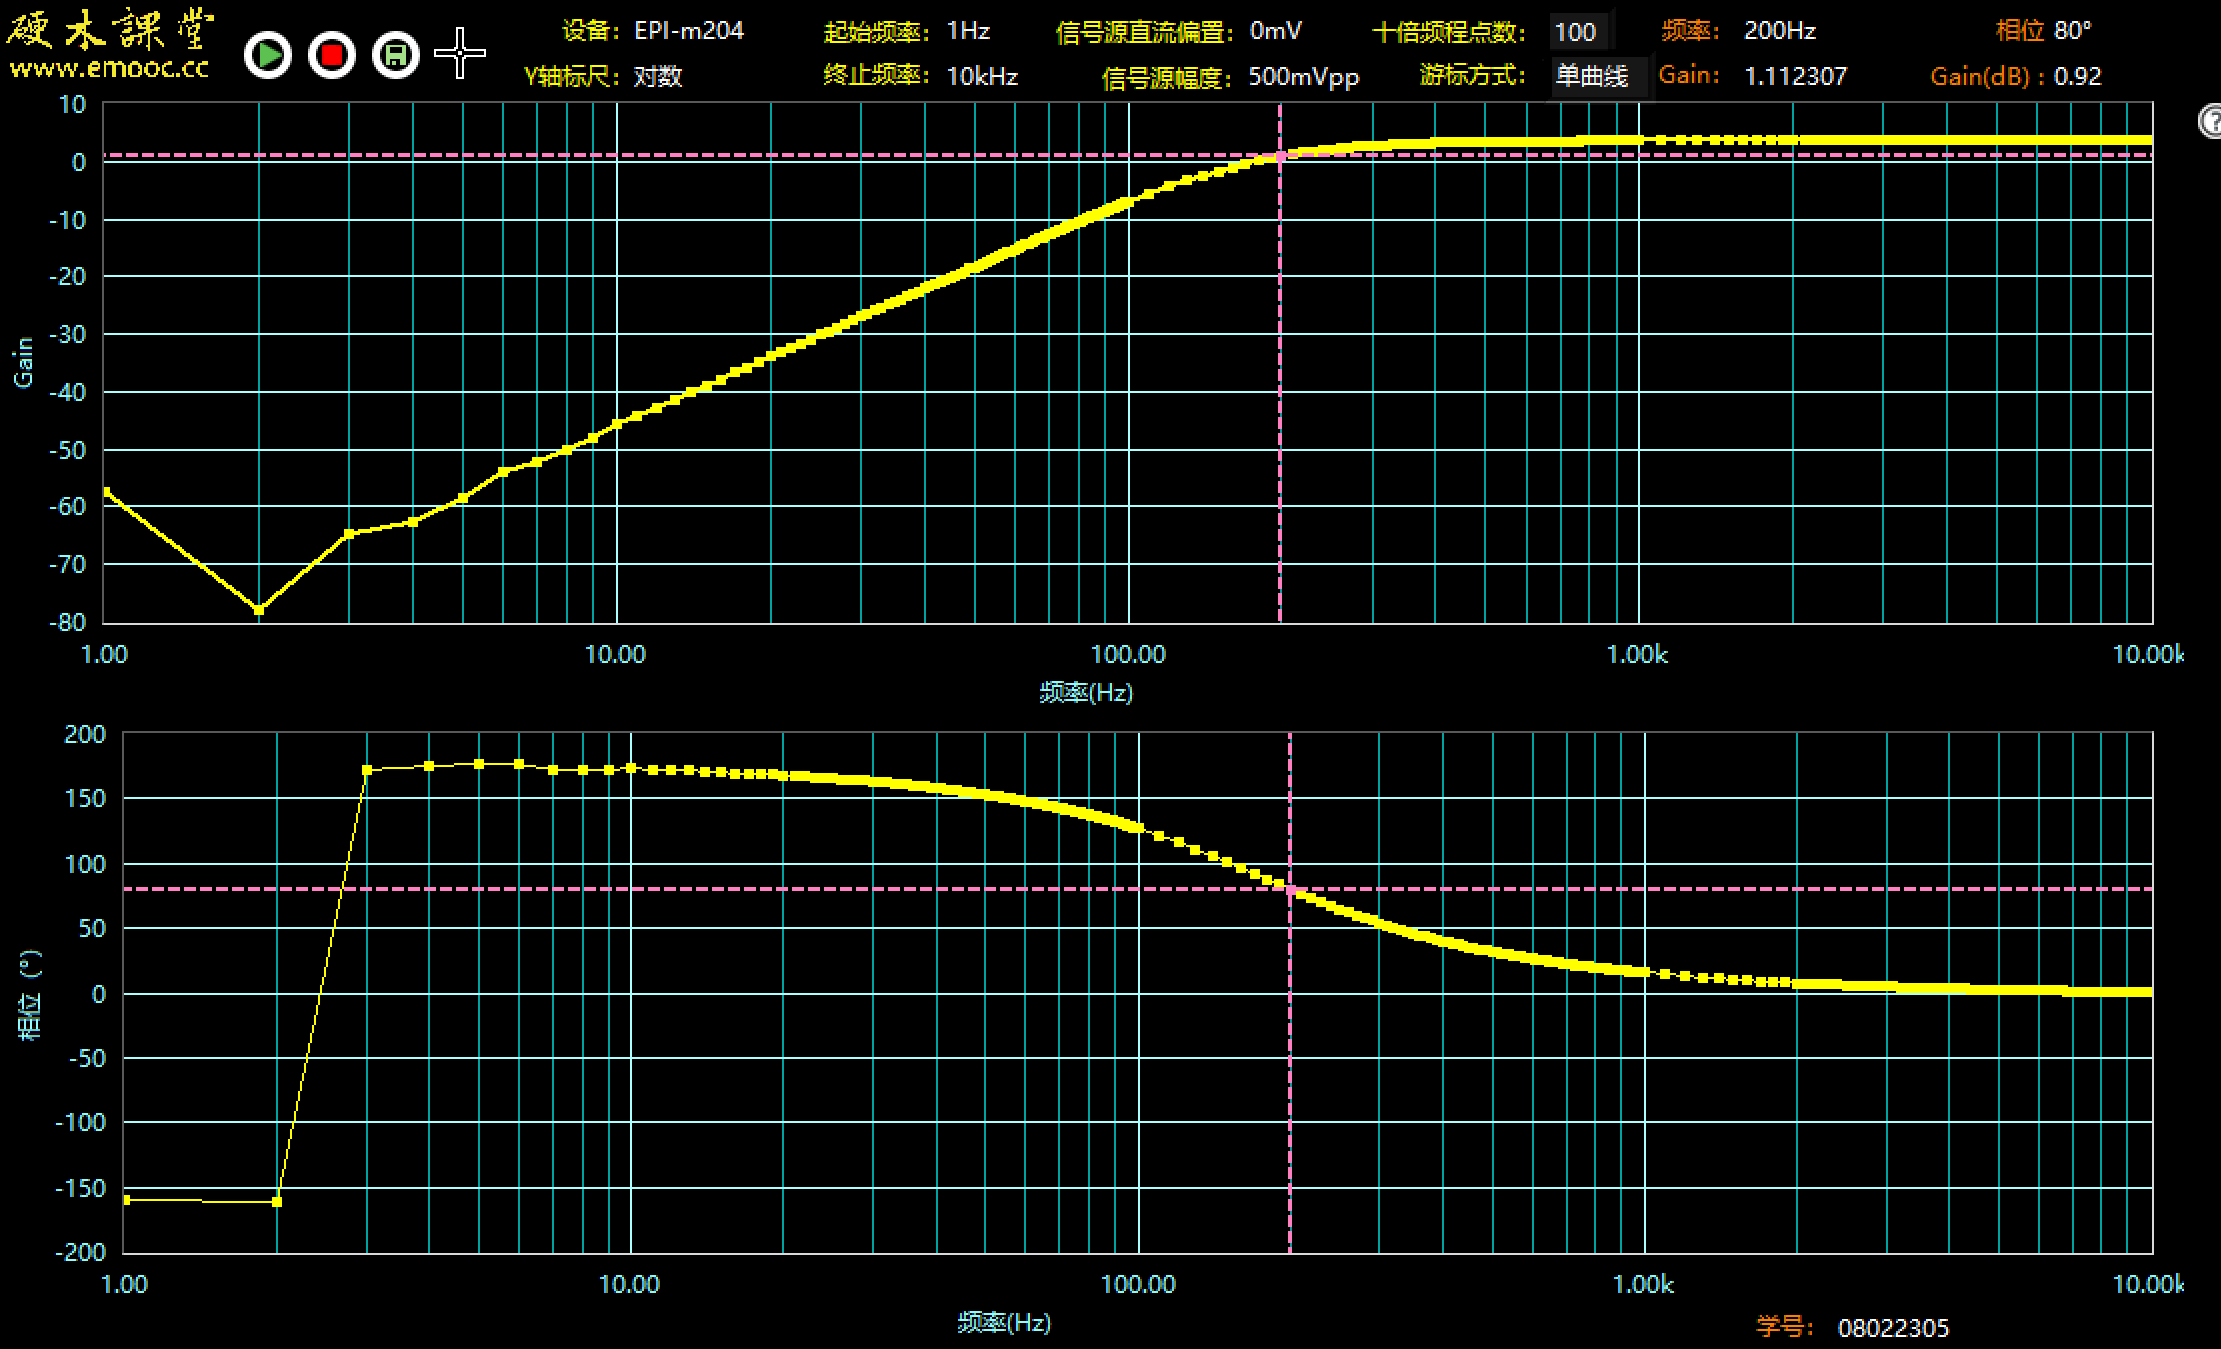 硬木課堂
www.emooc.cc
设备： EPI-m204 起始频率： 1Hz 信号源直流偏置： 0mV 十倍频程点数： 100 频率： 200Hz 相位 80°
Y轴标尺： 对数 终止频率： 10kHz 信号源幅度： 500mVpp 游标方式： 单曲线 Gain： 1.112307 Gain(dB)： 0.92
?
10
0
-10
-20
-30
-40
-50
-60
-70
-80
Gain
1.00 10.00 100.00 1.00k 10.00k
频率(Hz)
200
150
100
50
0
-50
-100
-150
-200
相位 (°)
1.00 10.00 100.00 1.00k 10.00k
频率(Hz)
学号： 08022305